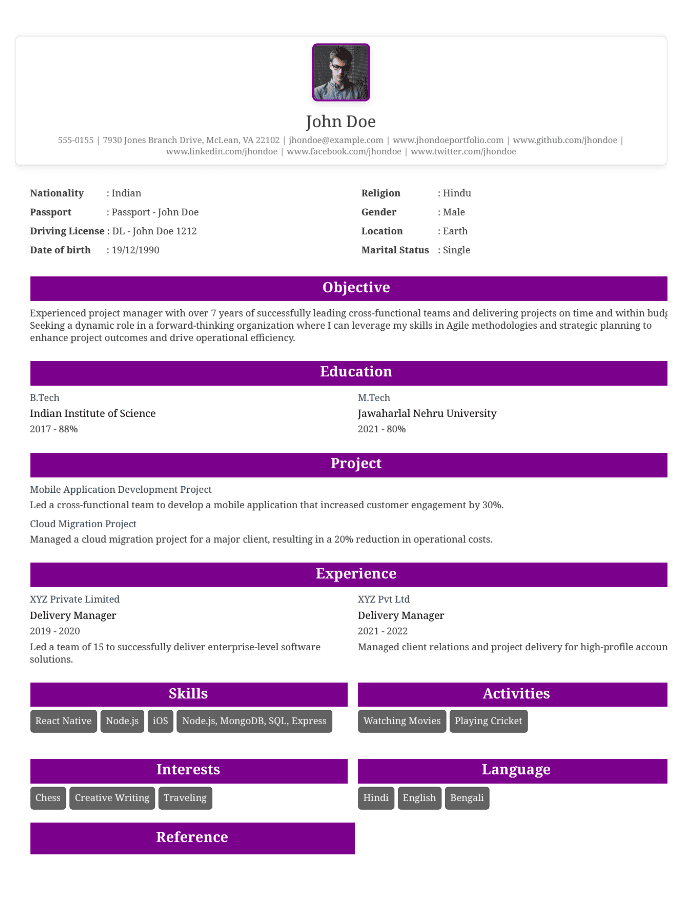 John Doe
555-0155 | 7930 Jones Branch Drive, McLean, VA 22102 | jhondoe@example.com | www.jhondoeportfolio.com | www.github.com/jhondoe |
www.linkedin.com/jhondoe | www.facebook.com/jhondoe | www.twitter.com/jhondoe
Nationality : Indian
Religion : Hindu
Passport : Passport - John Doe
Gender : Male
Driving License : DL - John Doe 1212
Location : Earth
Date of birth : 19/12/1990
Marital Status : Single
Objective
Experienced project manager with over 7 years of successfully leading cross-functional teams and delivering projects on time and within
Seeking a dynamic role in a forward-thinking organization where I can leverage my skills in Agile methodologies and strategic planning to
enhance project outcomes and drive operational efficiency.
Education
B.Tech
Indian Institute of Science
2017 - 88%
M.Tech
Jawaharlal Nehru University
2021 - 80%
Project
Mobile Application Development Project
Led a cross-functional team to develop a mobile application that increased customer engagement by 30%.
Cloud Migration Project
Managed a cloud migration project for a major client, resulting in a 20% reduction in operational costs.
Experience
XYZ Private Limited
Delivery Manager
2019 - 2020
Led a team of 15 to successfully deliver enterprise-level software
solutions.
XYZ Pvt Ltd
Delivery Manager
2021 - 2022
Managed client relations and project delivery for high-profile accoun
Skills
React Native Node.js iOS Node.js, MongoDB, SQL, Express
Activities
Watching Movies Playing Cricket
Interests
Chess Creative Writing Traveling
Language
Hindi English Bengali
Reference